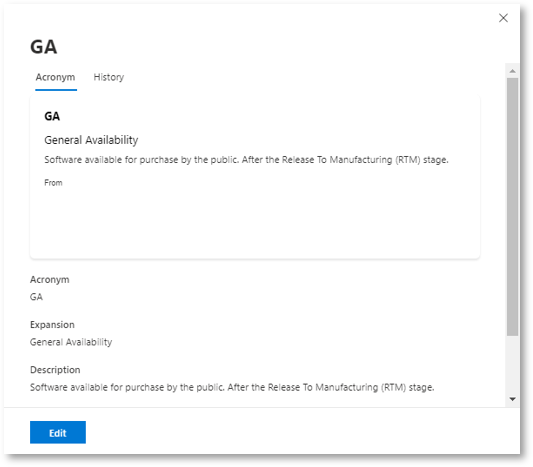 GA
Acronym History
GA
General Availability
Software available for purchase by the public. After the Release To Manufacturing (RTM) stage.
From
Acronym
GA
Expansion
General Availability
Description
Software available for purchase by the public. After the Release To Manufacturing (RTM) stage.
Edit